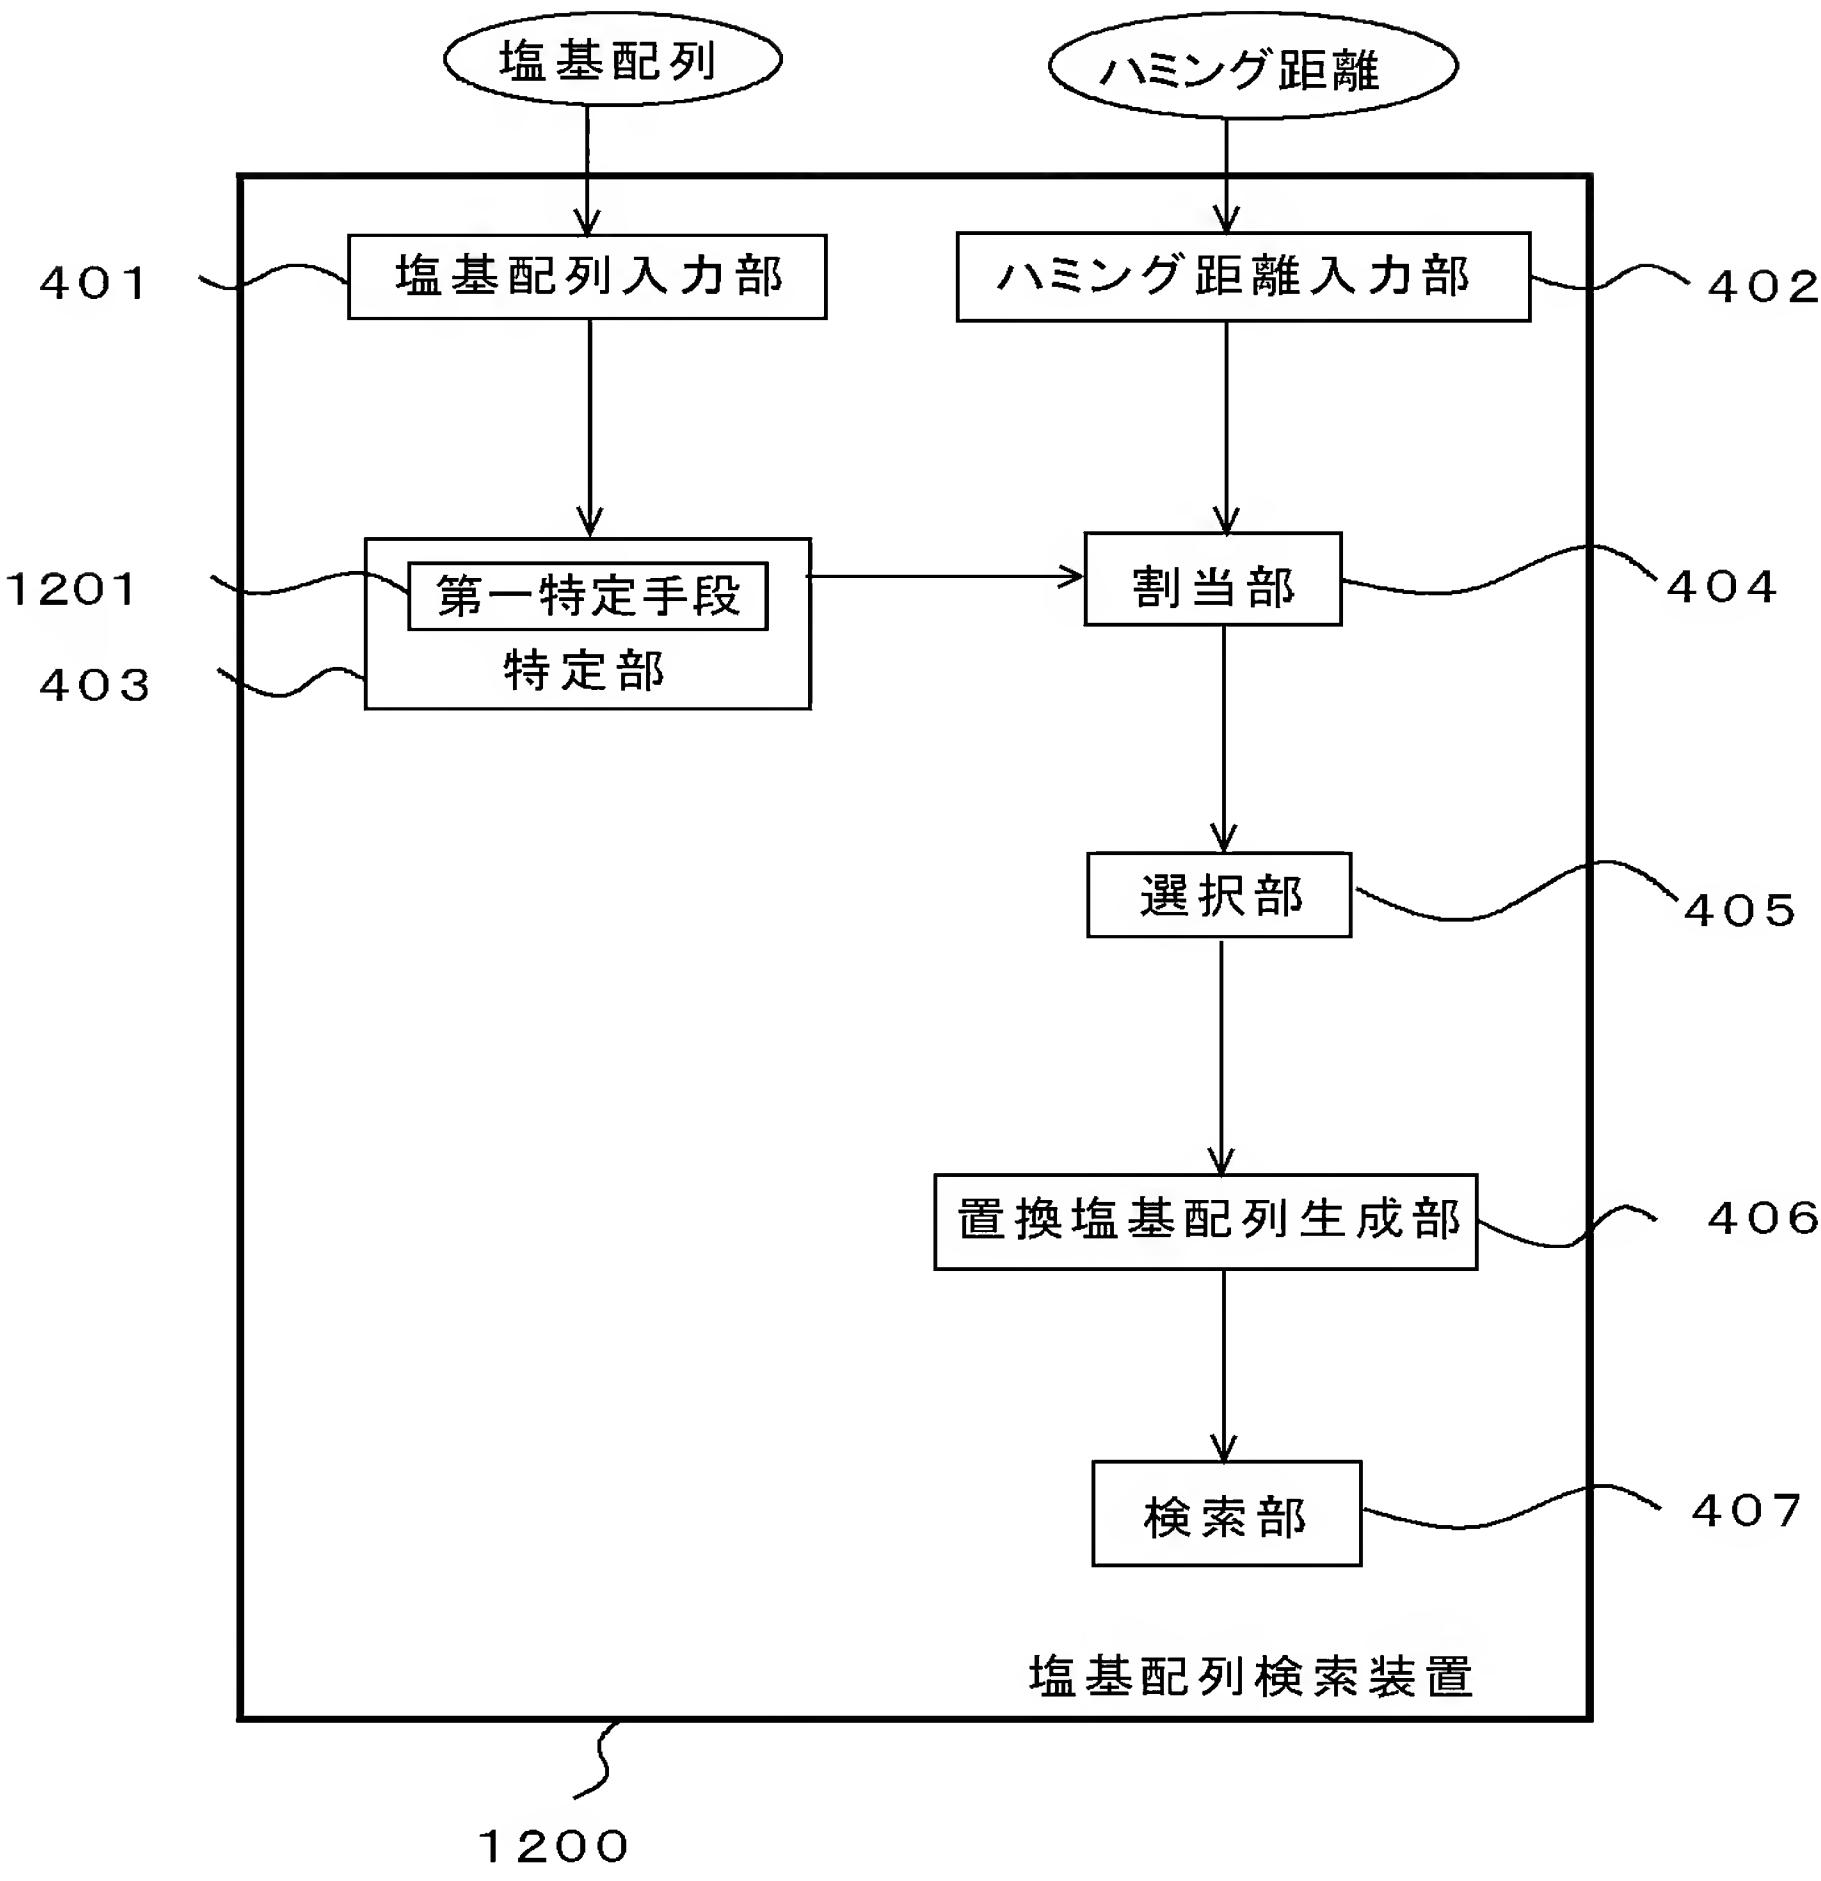 塩基配列
ハミング距離
401
塩基配列入力部
ハミング距離入力部
402
1201
第一特定手段
割当部
404
403
特定部
選択部
405
置換塩基配列生成部
406
検索部
407
塩基配列検索装置
1200